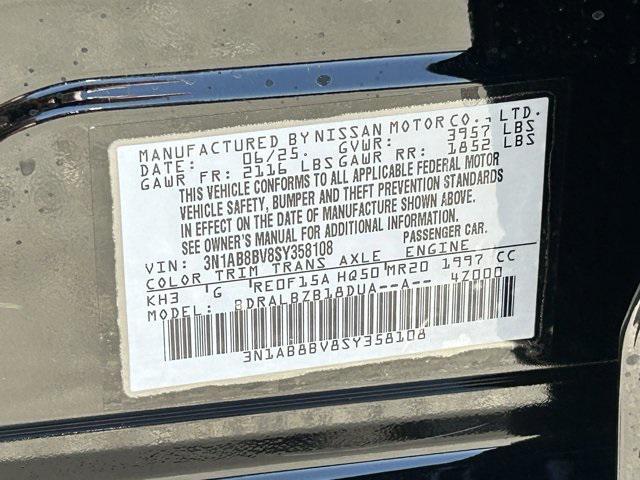 MANUFACTURED BY NISSAN MOTOR CO., LTD.
DATE: 06/25. GVWR: 3957 LBS
GAWR FR: 2116 LBS GAWR RR: 1852 LBS
THIS VEHICLE CONFORMS TO ALL APPLICABLE FEDERAL MOTOR
VEHICLE SAFETY, BUMPER AND THEFT PREVENTION STANDARDS
IN EFFECT ON THE DATE OF MANUFACTURE SHOWN ABOVE.
SEE OWNER'S MANUAL FOR ADDITIONAL INFORMATION.
VIN: 3N1AB8BV8SY358108 PASSENGER CAR.
COLOR TRIM TRANS AXLE ENGINE
KH3 G RE0F15A HQ50 MR20 1997 CC
MODEL: BDRALBZB18DUA--A-- 4Z000
3N1AB8BV8SY358108